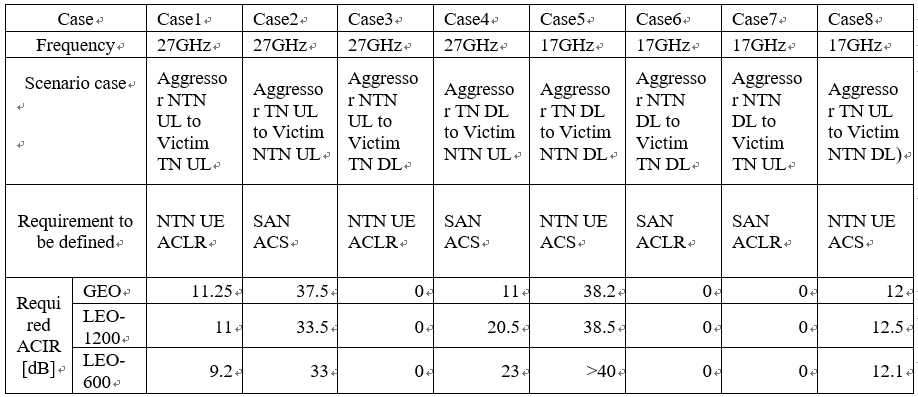 Case Case1 Case2 Case3 Case4 Case5 Case6 Case7 Case8
Frequency 27GHz 27GHz 27GHz 27GHz 17GHz 17GHz 17GHz 17GHz
Scenario case
Aggresso
r NTN
UL to
Victim
TN UL
Aggresso
r TN UL
to Victim
NTN UL
Aggresso
r NTN
UL to
Victim
TN DL
Aggresso
r TN DL
to Victim
NTN UL
Aggresso
r TN DL
to Victim
NTN DL
Aggresso
r NTN
DL to
Victim
TN DL
Aggresso
r NTN
DL to
Victim
TN UL
Aggresso
r TN UL
to Victim
NTN DL)
Requirement to
be defined
NTN UE
ACLR
SAN
ACS
NTN UE
ACLR
SAN
ACS
NTN UE
ACS
SAN
ACLR
SAN
ACLR
NTN UE
ACS
Requi
red
ACIR
[dB]
GEO 11.25 37.5 0 11 38.2 0 0 12
LEO-
1200
11 33.5 0 20.5 38.5 0 0 12.5
LEO-
600
9.2 33 0 23 >40 0 0 12.1